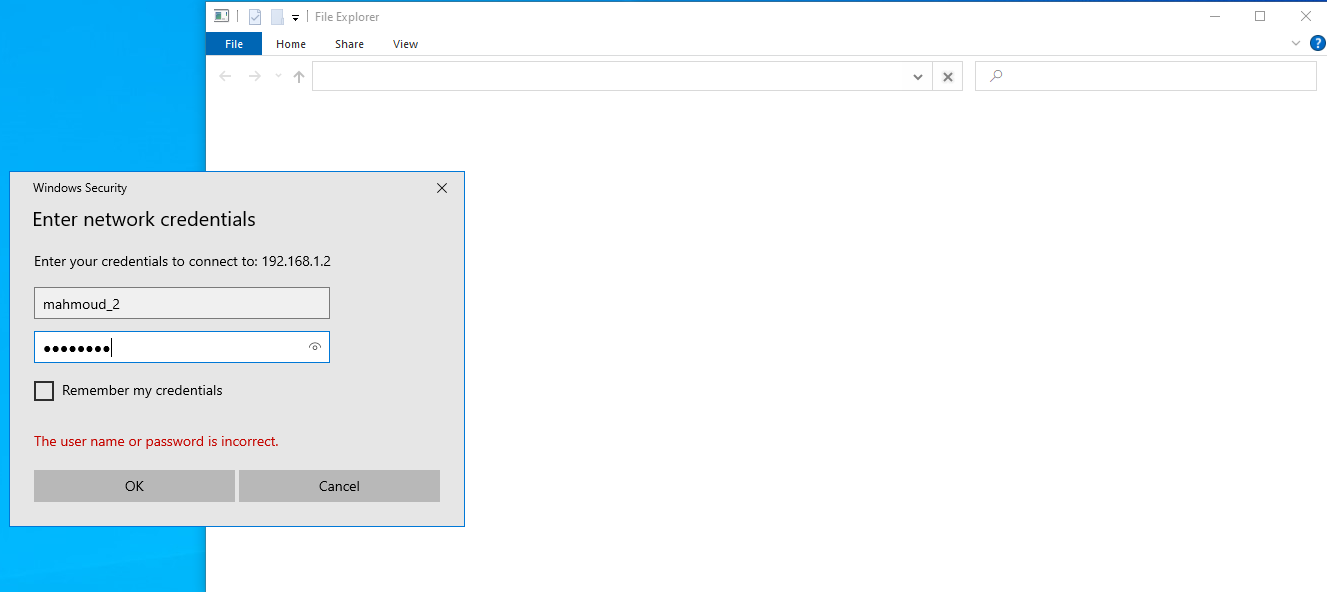 File Explorer
File Home Share View
Windows Security
Enter network credentials
Enter your credentials to connect to: 192.168.1.2
mahmoud_2
●●●●●●●●
Remember my credentials
The user name or password is incorrect.
OK Cancel